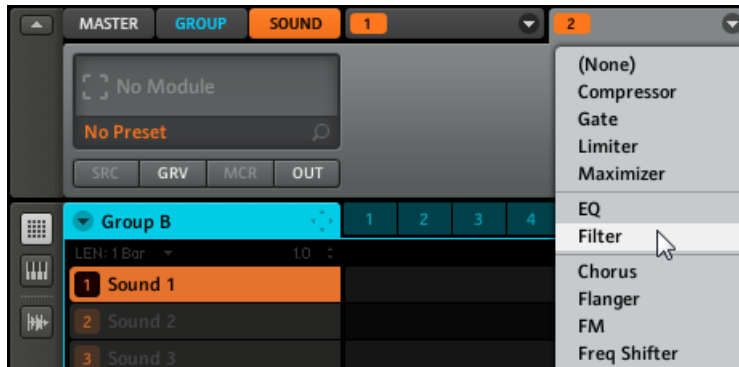 MASTER GROUP SOUND 1 2
No Module
No Preset
SRC GRV MCR OUT
(None)
Compressor
Gate
Limiter
Maximizer
EQ
Filter
Chorus
Flanger
FM
Freq Shifter
Group B 1 2 3 4
LEN: 1 Bar 1.0
1 Sound 1
2 Sound 2
3 Sound 3